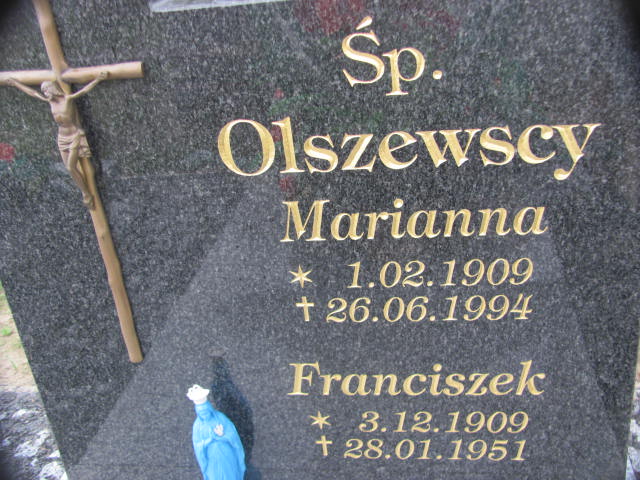 Śp.
Olszewscy
Marianna
* 1.02.1909
† 26.06.1994
Franciszek
* 3.12.1909
† 28.01.1951